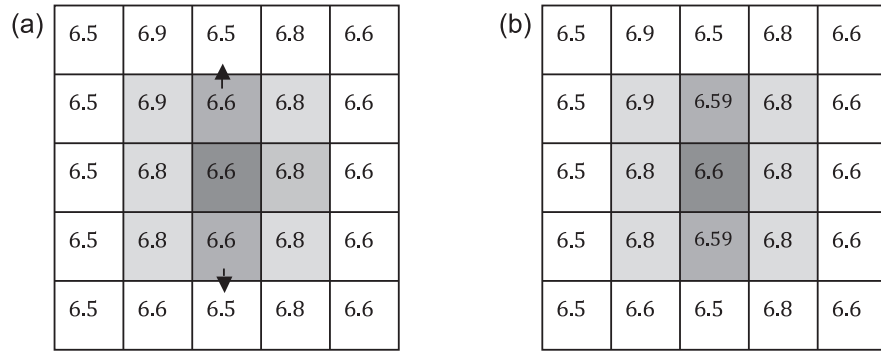 (a)
6.5 6.9 6.5 6.8 6.6
6.5 6.9 6.6 6.8 6.6
6.5 6.8 6.6 6.8 6.6
6.5 6.8 6.6 6.8 6.6
6.5 6.6 6.5 6.8 6.6
(b)
6.5 6.9 6.5 6.8 6.6
6.5 6.9 6.59 6.8 6.6
6.5 6.8 6.6 6.8 6.6
6.5 6.8 6.59 6.8 6.6
6.5 6.6 6.5 6.8 6.6